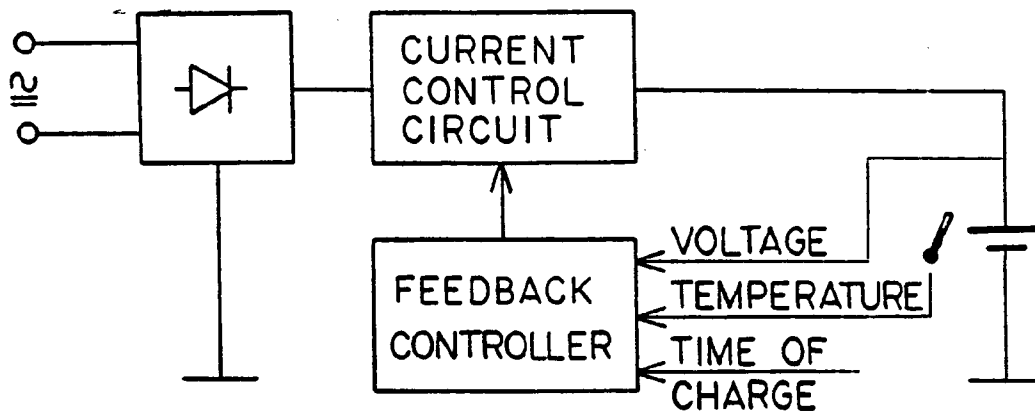 CURRENT
CONTROL
CIRCUIT
FEEDBACK
CONTROLLER
VOLTAGE
TEMPERATURE
TIME OF
CHARGE